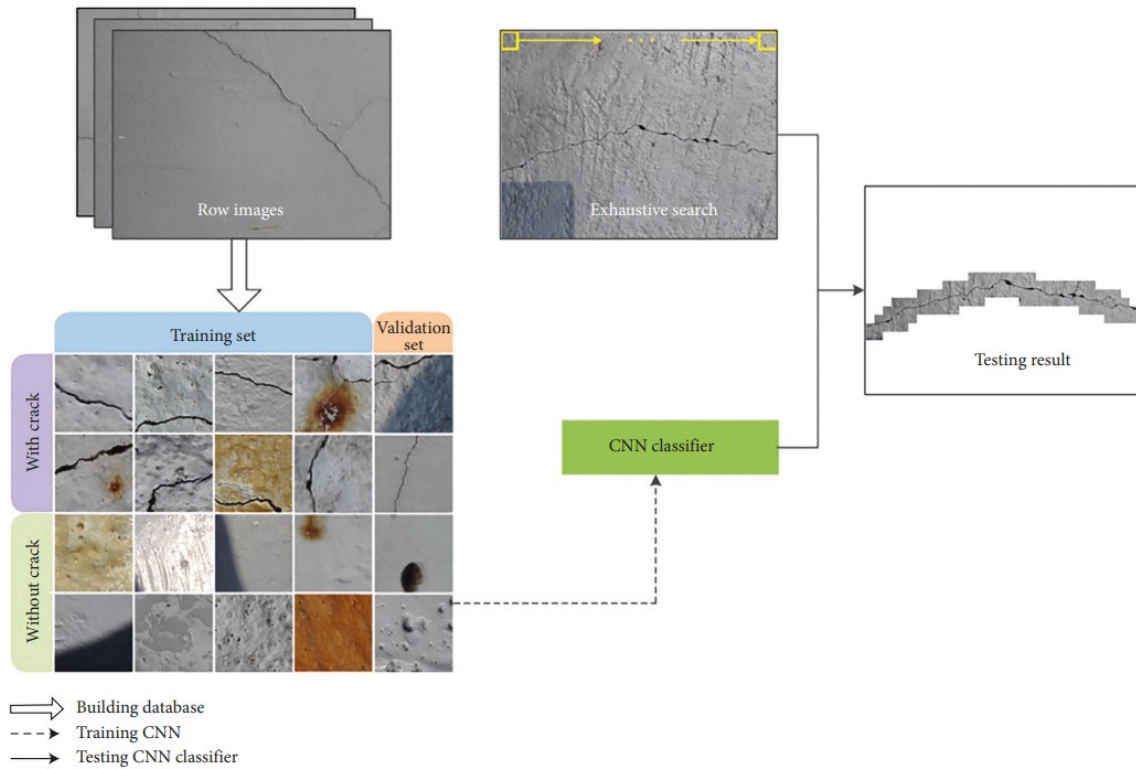 Row images
Exhaustive search
Training set
Validation
set
With crack
Without crack
CNN classifier
Testing result
Building database
Training CNN
Testing CNN classifier